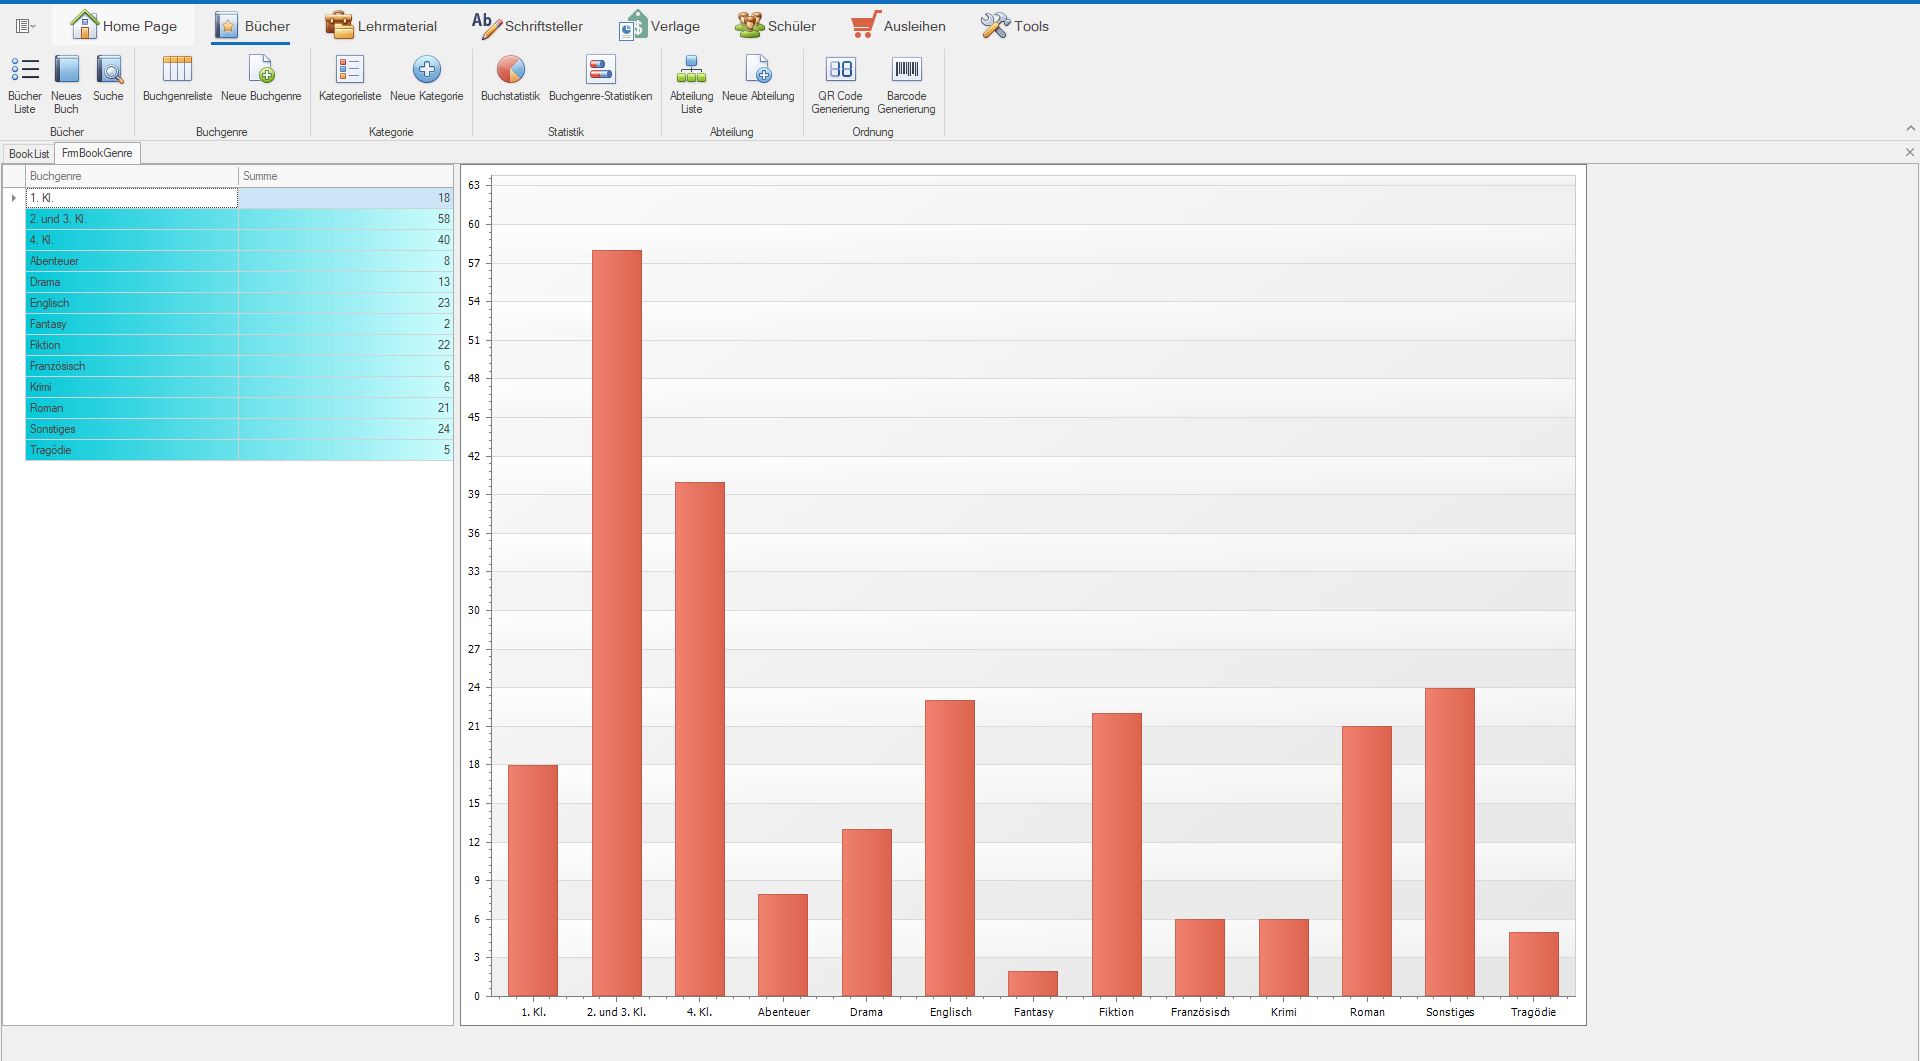 Home Page
Bücher
Lehrmaterial
Ab Schriftsteller
Verlage
Schüler
Ausleihen
Tools
Bücher Liste
Neues Buch
Suche
Bücher
Buchgenreliste
Neue Buchgenre
Buchgenre
Kategorieliste
Neue Kategorie
Kategorie
Buchstatistik
Buchgenre-Statistiken
Statistik
Abteilung Liste
Neue Abteilung
Abteilung
QR Code Generierung
Barcode Generierung
Ordnung
BookList
FrmBookGenre
Buchgenre Summe
1. Kl. 18
2. und 3. Kl. 58
4. Kl. 40
Abenteuer 8
Drama 13
Englisch 23
Fantasy 2
Fiktion 22
Französisch 6
Krimi 6
Roman 21
Sonstiges 24
Tragödie 5
63
60
57
54
51
48
45
42
39
36
33
30
27
24
21
18
15
12
9
6
3
0
1. Kl. 2. und 3. Kl. 4. Kl. Abenteuer Drama Englisch Fantasy Fiktion Französisch Krimi Roman Sonstiges Tragödie